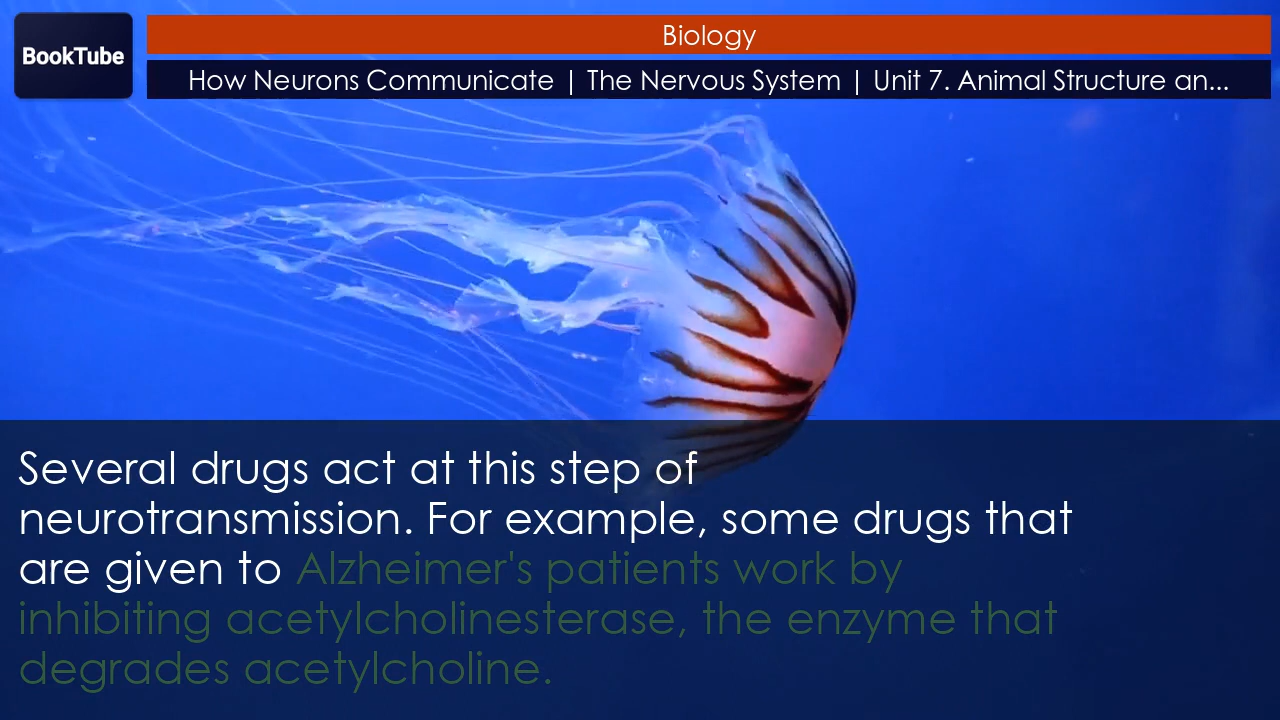 BookTube
Biology
How Neurons Communicate | The Nervous System | Unit 7. Animal Structure an...
Several drugs act at this step of
neurotransmission. For example, some drugs that
are given to Alzheimer's patients work by
inhibiting acetylcholinesterase, the enzyme that
degrades acetylcholine.